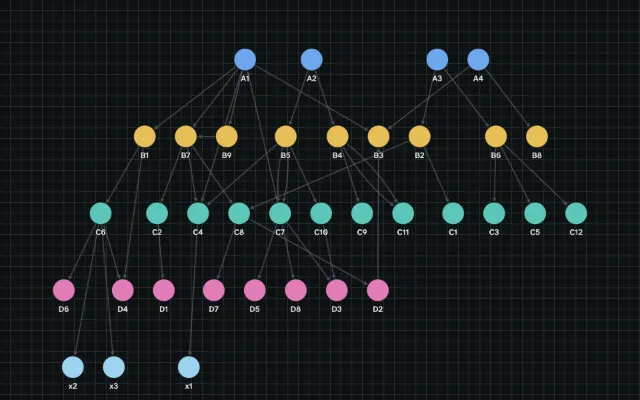 A1 A2 A3 A4
B1 B7 B9 B5 B4 B3 B2 B6 B8
C6 C2 C4 C8 C7 C10 C9 C11 C1 C3 C5 C12
D6 D4 D1 D7 D5 D8 D3 D2
x2 x3 x1